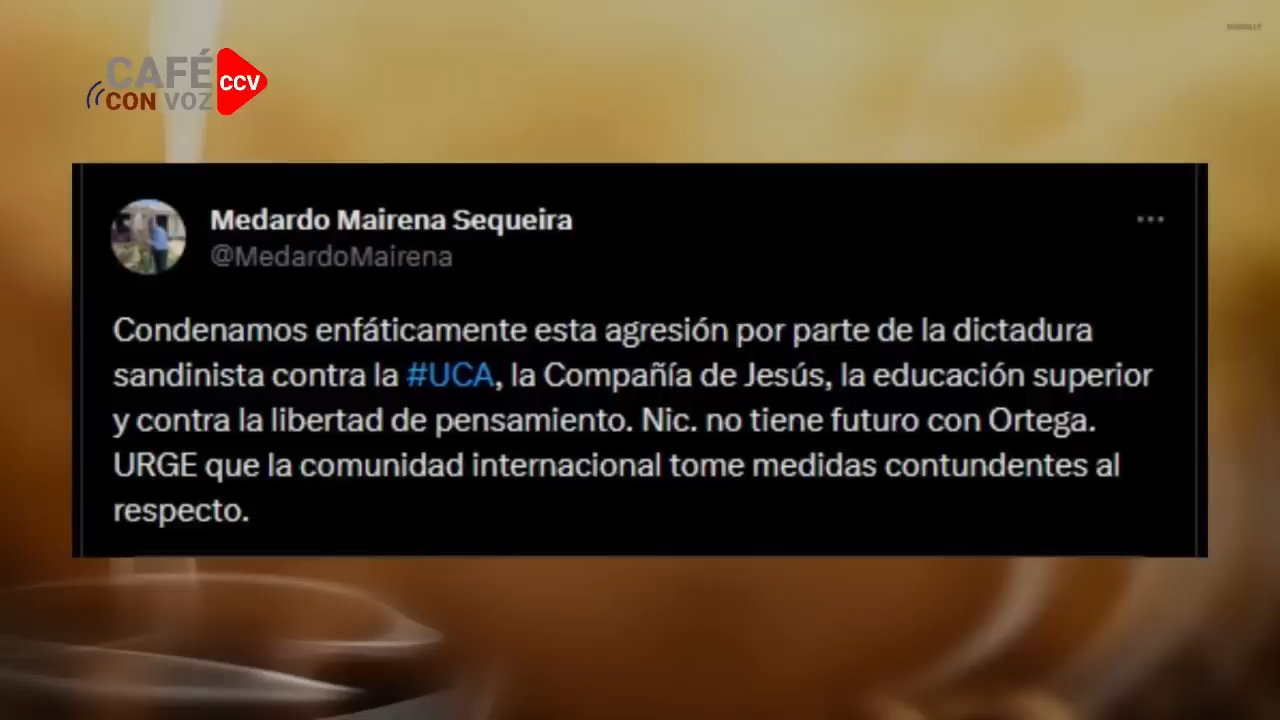 CAFÉ
CON VOZ
CCV
Medardo Mairena Sequeira
@MedardoMairena
Condenamos enfáticamente esta agresión por parte de la dictadura
sandinista contra la #UCA, la Compañía de Jesús, la educación superior
y contra la libertad de pensamiento. Nic. no tiene futuro con Ortega.
URGE que la comunidad internacional tome medidas contundentes al
respecto.